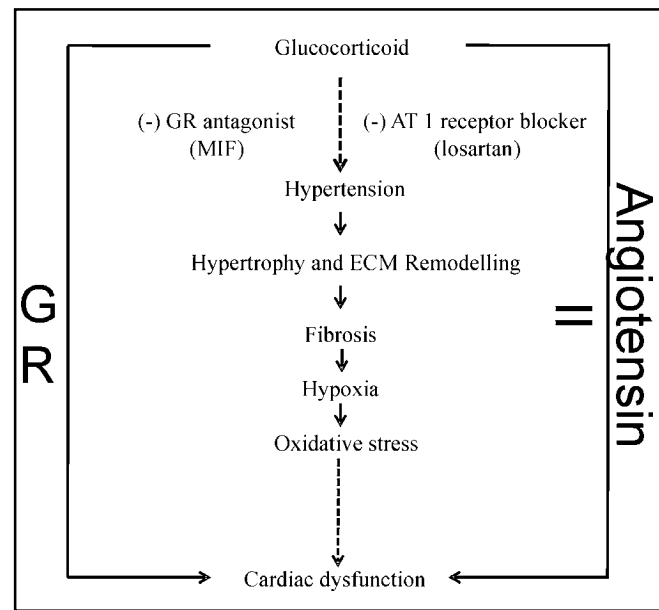 Glucocorticoid
(-) GR antagonist
(MIF)
(-) AT 1 receptor blocker
(losartan)
Hypertension
Hypertrophy and ECM Remodelling
Fibrosis
Hypoxia
Oxidative stress
Cardiac dysfunction
G
R
=
Angiotensin